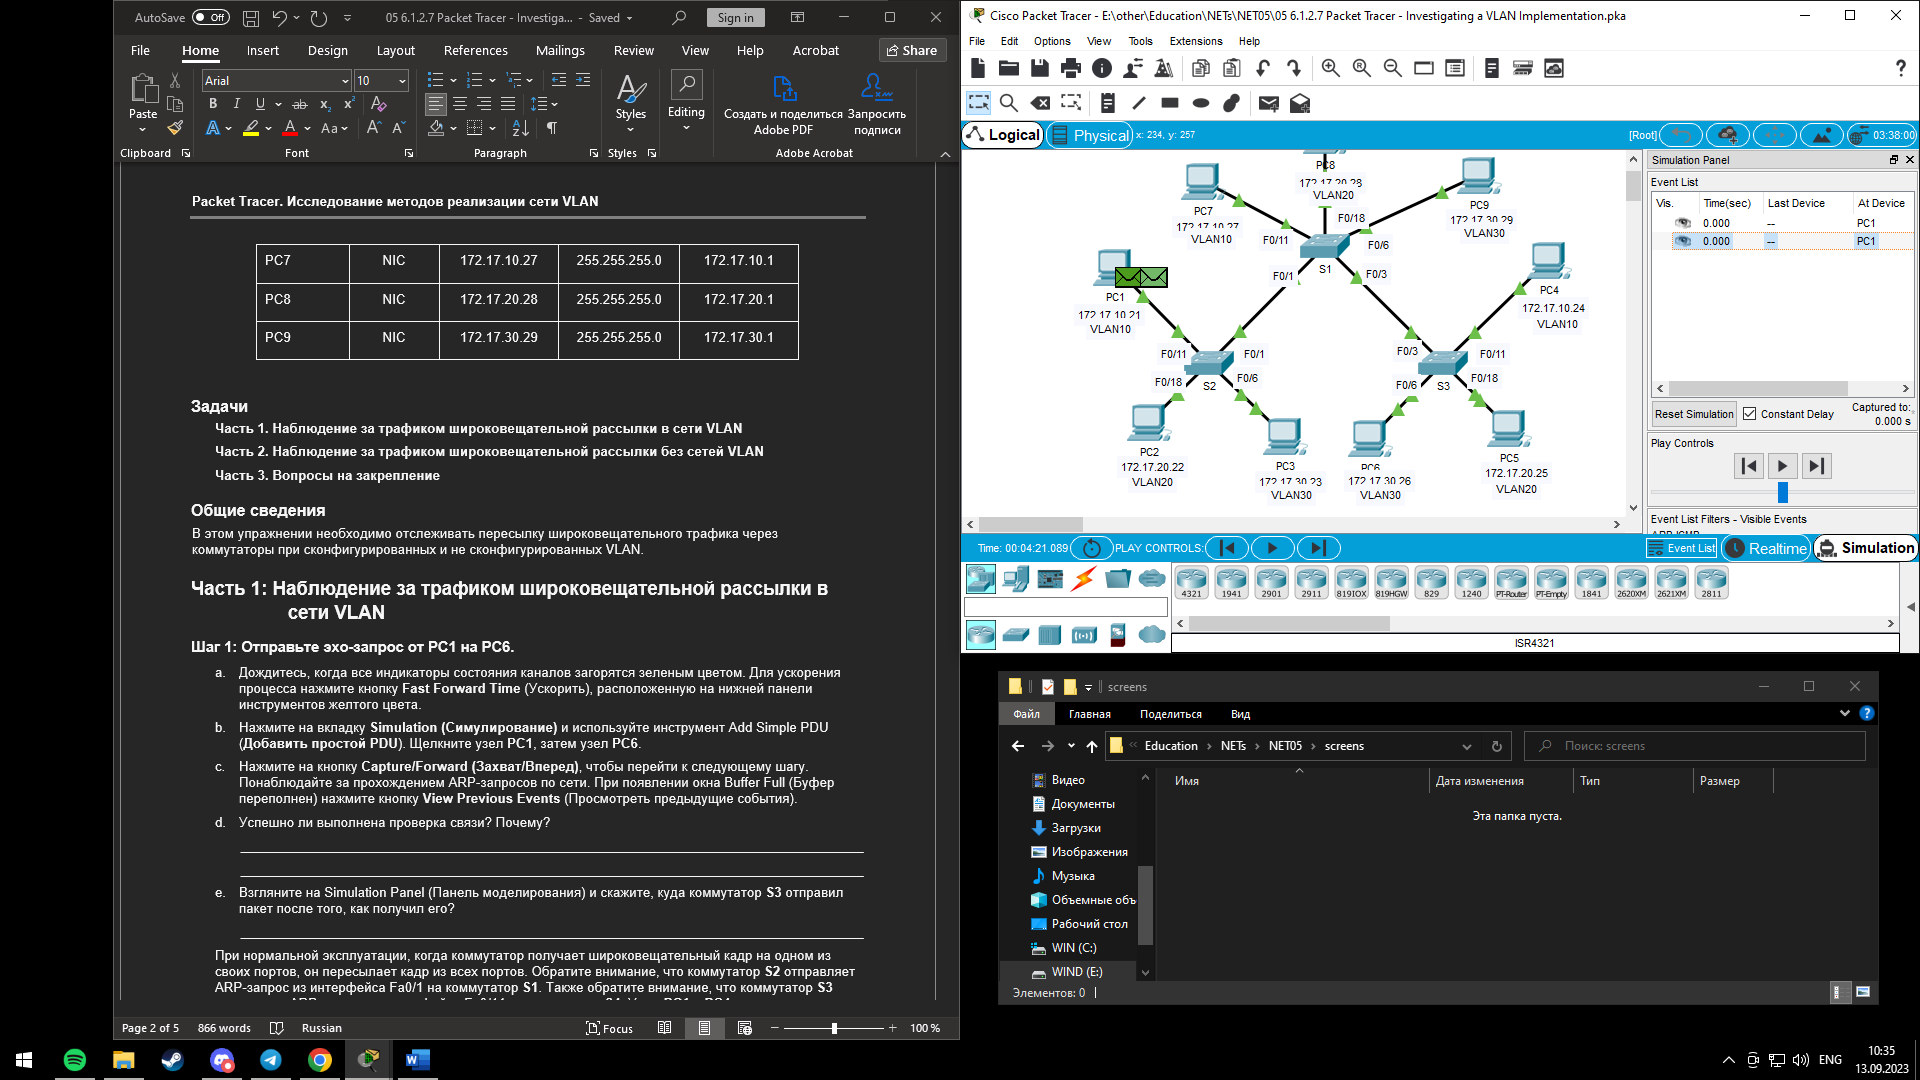 AutoSave Off 05 6.1.2.7 Packet Tracer - Investiga... - Saved Sign in
File Home Insert Design Layout References Mailings Review View Help Acrobat Share
Arial 10
Paste Styles Editing Создать и поделиться Adobe PDF Запросить подписи
Clipboard Font Paragraph Styles Adobe Acrobat
Packet Tracer. Исследование методов реализации сети VLAN
PC7 NIC 172.17.10.27 255.255.255.0 172.17.10.1
PC8 NIC 172.17.20.28 255.255.255.0 172.17.20.1
PC9 NIC 172.17.30.29 255.255.255.0 172.17.30.1
Задачи
Часть 1. Наблюдение за трафиком широковещательной рассылки в сети VLAN
Часть 2. Наблюдение за трафиком широковещательной рассылки без сетей VLAN
Часть 3. Вопросы на закрепление
Общие сведения
В этом упражнении необходимо отслеживать пересылку широковещательного трафика через
коммутаторы при сконфигурированных и не сконфигурированных VLAN.
Часть 1: Наблюдение за трафиком широковещательной рассылки в
сети VLAN
Шаг 1: Отправьте эхо-запрос от PC1 на PC6.
a. Дождитесь, когда все индикаторы состояния каналов загорятся зеленым цветом. Для ускорения
процесса нажмите кнопку Fast Forward Time (Ускорить), расположенную на нижней панели
инструментов желтого цвета.
b. Нажмите на вкладку Simulation (Симулирование) и используйте инструмент Add Simple PDU
(Добавить простой PDU). Щелкните узел PC1, затем узел PC6.
c. Нажмите на кнопку Capture/Forward (Захват/Вперед), чтобы перейти к следующему шагу.
Понаблюдайте за прохождением ARP-запросов по сети. При появлении окна Buffer Full (Буфер
переполнен) нажмите кнопку View Previous Events (Просмотреть предыдущие события).
d. Успешно ли выполнена проверка связи? Почему?
e. Взгляните на Simulation Panel (Панель моделирования) и скажите, куда коммутатор S3 отправил
пакет после того, как получил его?
При нормальной эксплуатации, когда коммутатор получает широковещательный кадр на одном из
своих портов, он пересылает кадр из всех портов. Обратите внимание, что коммутатор S2 отправляет
ARP-запрос из интерфейса Fa0/1 на коммутатор S1. Также обратите внимание, что коммутатор S3
Page 2 of 5 866 words Russian Focus 100 %
Cisco Packet Tracer - E:\other\Education\NETs\NET05\05 6.1.2.7 Packet Tracer - Investigating a VLAN Implementation.pka
File Edit Options View Tools Extensions Help
Logical Physical x: 234, y: 257 [Root] 03:38:00
PC8
172.17.20.28
VLAN20
PC7
172.17.10.27
VLAN10
PC9
172.17.30.29
VLAN30
F0/18
F0/11 F0/6
S1
F0/1 F0/3
PC1
172.17.10.21
VLAN10
PC4
172.17.10.24
VLAN10
F0/11 F0/1
S2
F0/18 F0/6
F0/3 F0/11
S3
F0/6 F0/18
PC2
172.17.20.22
VLAN20
PC3
172.17.30.23
VLAN30
PC6
172.17.30.26
VLAN30
PC5
172.17.20.25
VLAN20
Simulation Panel
Event List
Vis. Time(sec) Last Device At Device
0.000 -- PC1
0.000 -- PC1
Reset Simulation Constant Delay Captured to: 0.000 s
Play Controls
Event List Filters - Visible Events
Time: 00:04:21.089 PLAY CONTROLS: Event List Realtime Simulation
4321 1941 2901 2911 819IOX 819HGW 829 1240 PT-Router PT-Empty 1841 2620XM 2621XM 2811
ISR4321
screens
Файл Главная Поделиться Вид
Education NETs NET05 screens Поиск: screens
Имя Дата изменения Тип Размер
Эта папка пуста.
Видео
Документы
Загрузки
Изображения
Музыка
Объемные объ
Рабочий стол
WIN (C:)
WIND (E:)
Элементов: 0
ENG 10:35
13.09.2023